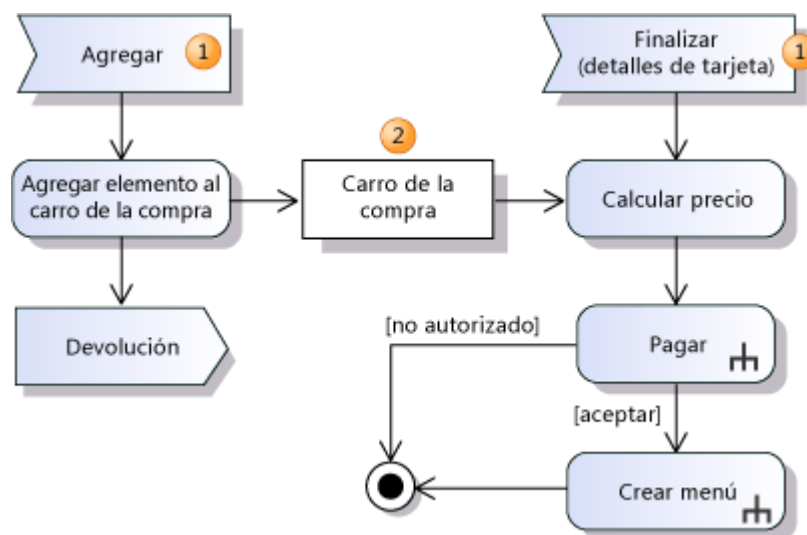 Agregar
1
Finalizar
(detalles de tarjeta)
1
2
Agregar elemento al
carro de la compra
Carro de la
compra
Calcular precio
Devolución
[no autorizado]
Pagar
[aceptar]
Crear menú